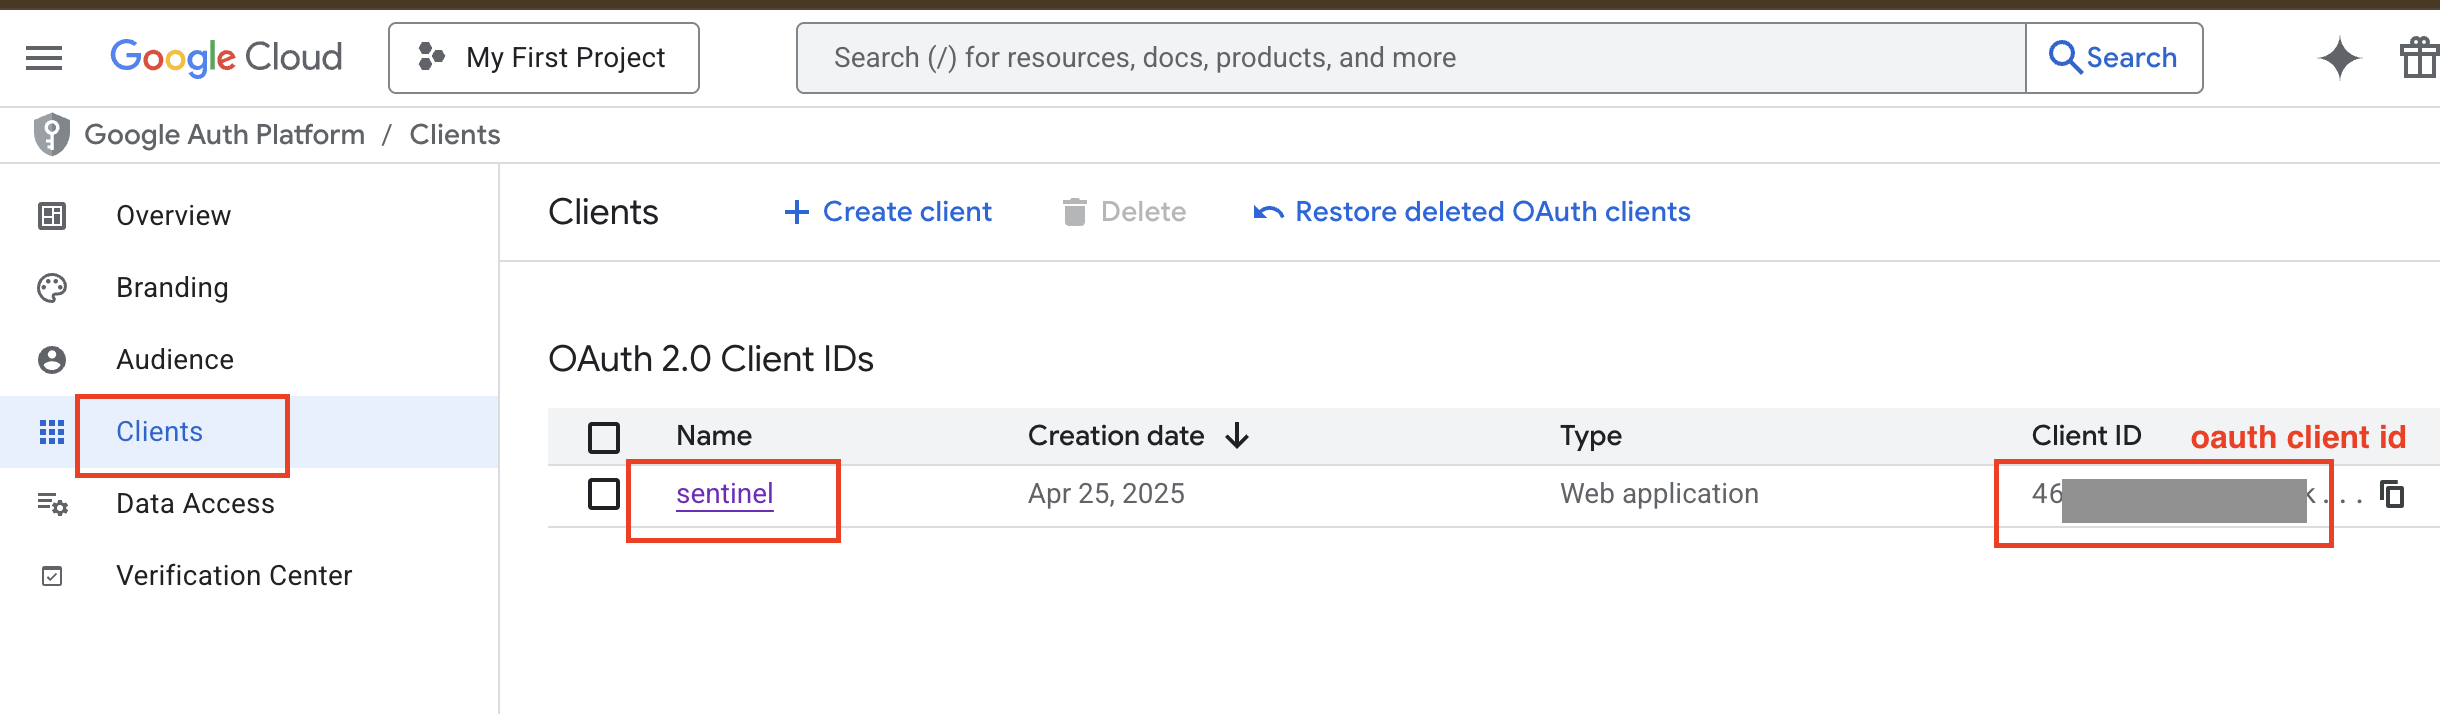 Google Cloud My First Project Search (/) for resources, docs, products, and more Search
Google Auth Platform / Clients
Overview
Branding
Audience
Clients
Data Access
Verification Center
Clients Create client Delete Restore deleted OAuth clients
OAuth 2.0 Client IDs
Name Creation date Type Client ID oauth client id
sentinel Apr 25, 2025 Web application 46 k...